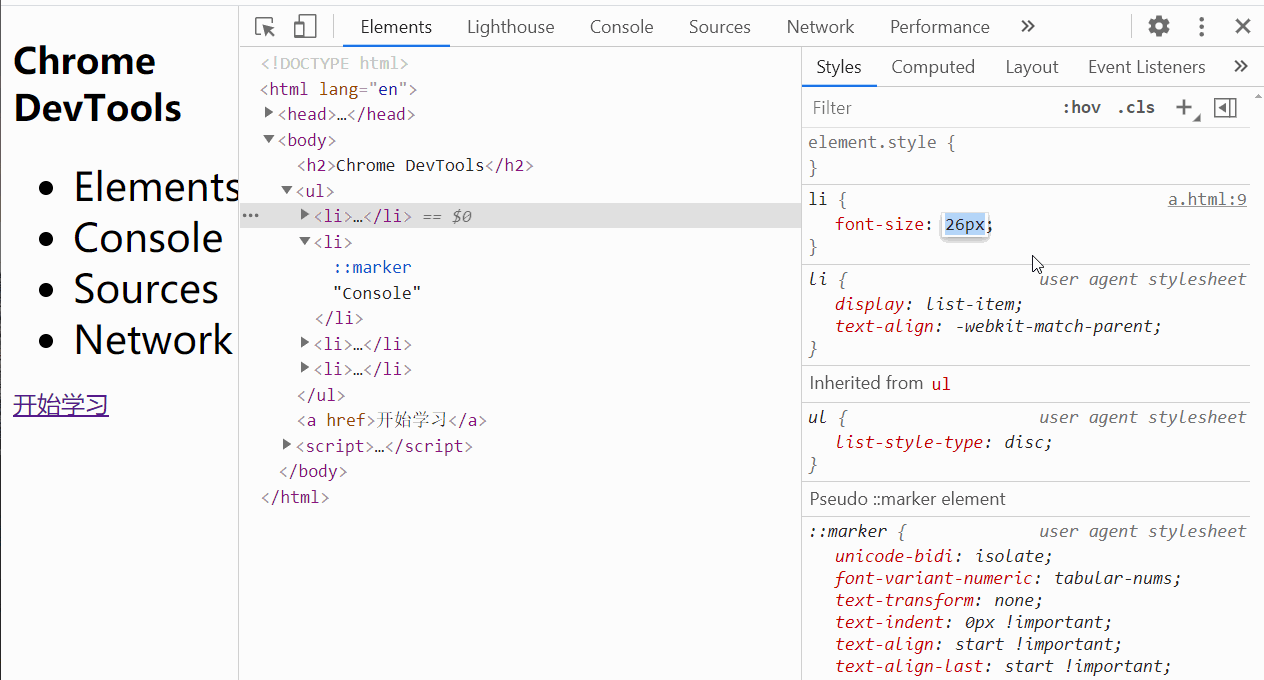 Chrome
DevTools
Elements
Console
Sources
Network
开始学习
Elements Lighthouse Console Sources Network Performance »
<!DOCTYPE html>
<html lang="en">
<head>…</head>
<body>
<h2>Chrome DevTools</h2>
<ul>
<li>…</li> == $0
<li>
::marker
"Console"
</li>
<li>…</li>
<li>…</li>
</ul>
<a href>开始学习</a>
<script>…</script>
</body>
</html>
Styles Computed Layout Event Listeners »
Filter :hov .cls +
element.style {
}
li { a.html:9
font-size: 26px;
}
li { user agent stylesheet
display: list-item;
text-align: -webkit-match-parent;
}
Inherited from ul
ul { user agent stylesheet
list-style-type: disc;
}
Pseudo ::marker element
::marker { user agent stylesheet
unicode-bidi: isolate;
font-variant-numeric: tabular-nums;
text-transform: none;
text-indent: 0px !important;
text-align: start !important;
text-align-last: start !important;